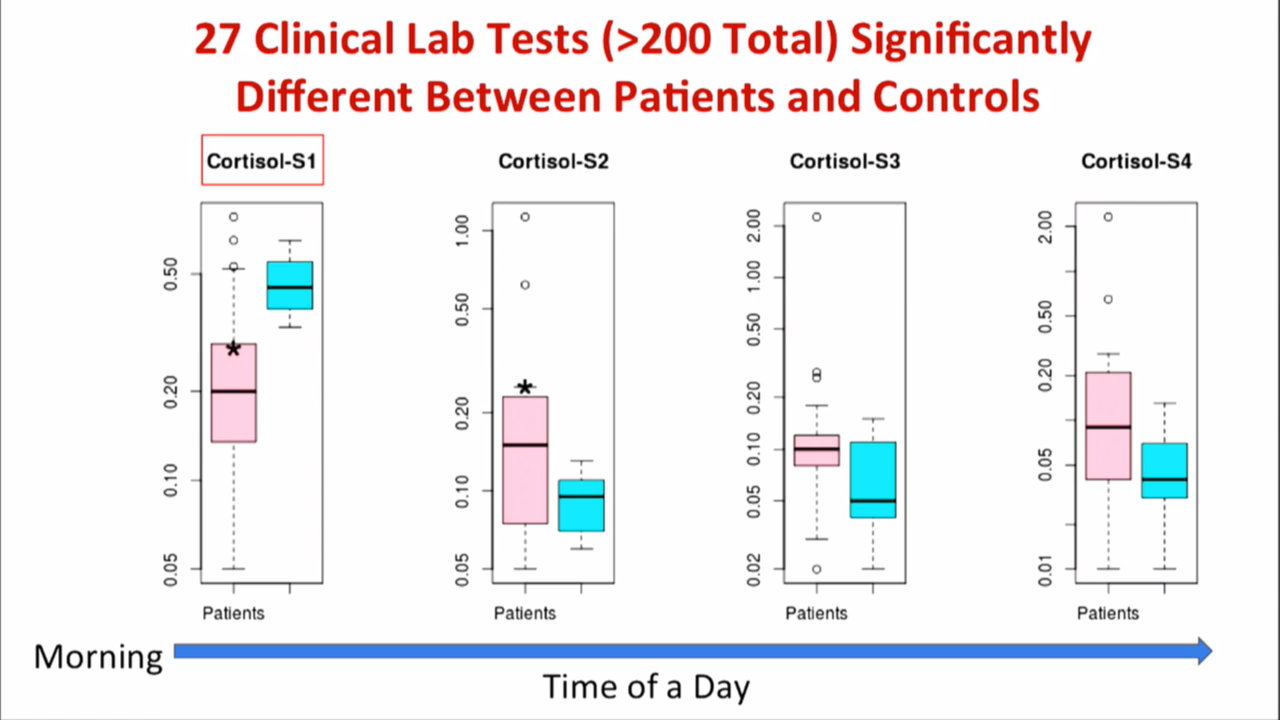 27 Clinical Lab Tests (>200 Total) Significantly
Different Between Patients and Controls
Cortisol-S1
Cortisol-S2
Cortisol-S3
Cortisol-S4
0.50
0.20
0.10
0.05
Patients
1.00
0.50
0.20
0.10
0.05
Patients
2.00
1.00
0.50
0.20
0.10
0.05
0.02
Patients
2.00
0.50
0.20
0.05
0.01
Patients
Morning
Time of a Day